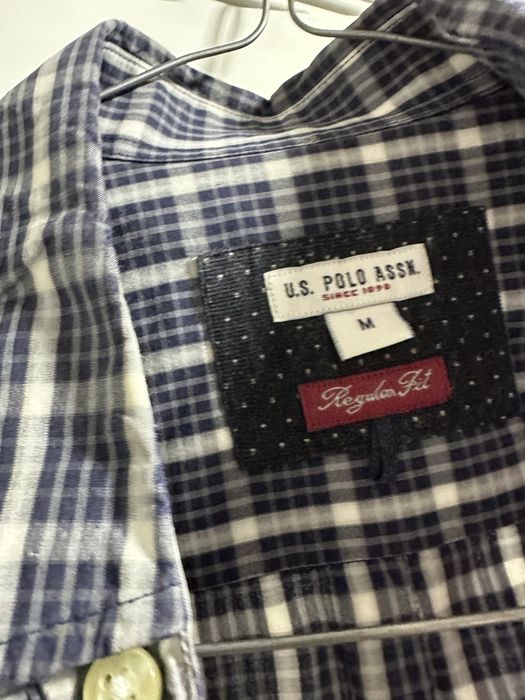 U.S. POLO ASSN.
SINCE 1890
M
Regular Fit